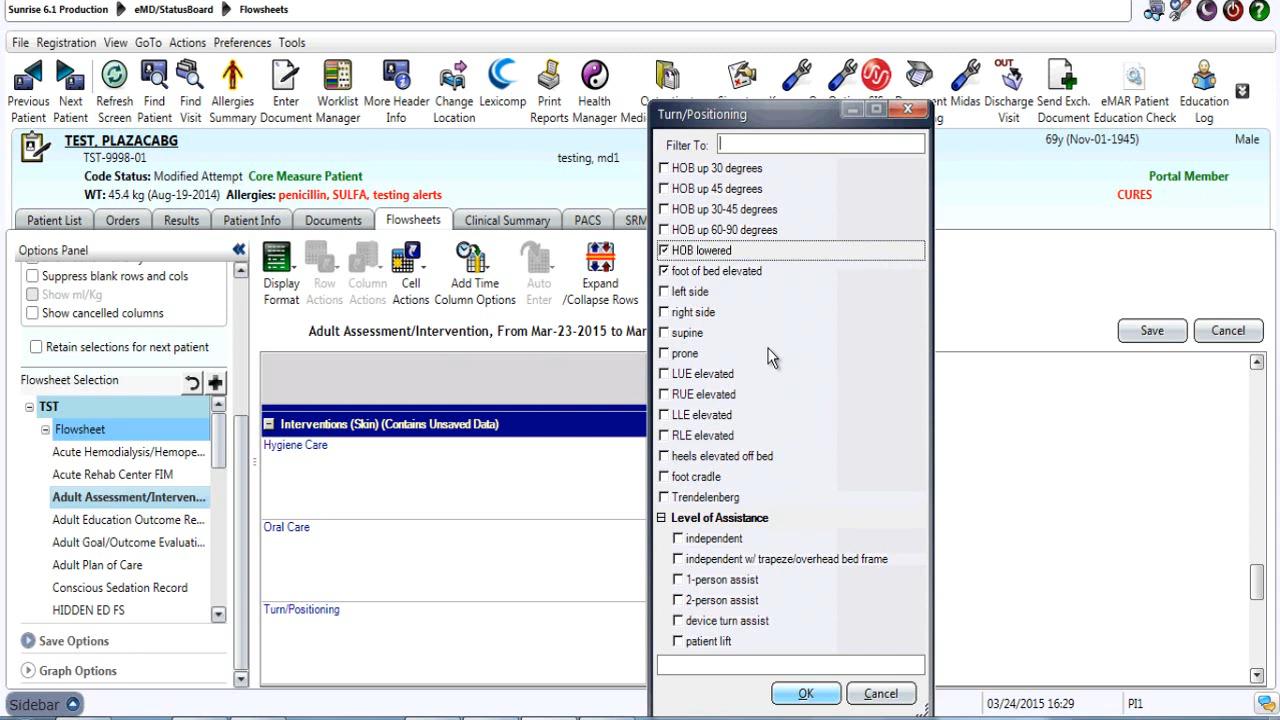 Sunrise 6.1 Production eMD/StatusBoard Flowsheets
File Registration View GoTo Actions Preferences Tools
Previous Patient
Next Patient
Refresh Screen
Find Patient
Find Visit
Allergies Summary
Enter Document
Worklist Manager
More Header Info
Change Location
Lexicomp
Print Reports
Health Manager
Midas
OUT
Discharge Visit
Send Exch. Document
eMAR Patient Education Check
Education Log
TEST, PLAZACABG
TST-9998-01
testing, md1
69y (Nov-01-1945) Male
Code Status: Modified Attempt Core Measure Patient
Portal Member
WT: 45.4 kg (Aug-19-2014) Allergies: penicillin, SULFA, testing alerts
CURES
Patient List Orders Results Patient Info Documents Flowsheets Clinical Summary PACS SRM
Options Panel
Suppress blank rows and cols
Show ml/Kg
Show cancelled columns
Retain selections for next patient
Flowsheet Selection
TST
Flowsheet
Acute Hemodialysis/Hemope...
Acute Rehab Center FIM
Adult Assessment/Interven...
Adult Education Outcome Re...
Adult Goal/Outcome Evaluati...
Adult Plan of Care
Conscious Sedation Record
HIDDEN ED FS
Save Options
Graph Options
Sidebar
Display Format
Row Actions
Column Actions
Cell Actions
Add Time Column Options
Auto Enter
Expand /Collapse Rows
Adult Assessment/Intervention, From Mar-23-2015 to Mar
Save Cancel
Interventions (Skin) (Contains Unsaved Data)
Hygiene Care
Oral Care
Turn/Positioning
Turn/Positioning
Filter To:
HOB up 30 degrees
HOB up 45 degrees
HOB up 30-45 degrees
HOB up 60-90 degrees
HOB lowered
foot of bed elevated
left side
right side
supine
prone
LUE elevated
RUE elevated
LLE elevated
RLE elevated
heels elevated off bed
foot cradle
Trendelenberg
Level of Assistance
independent
independent w/ trapeze/overhead bed frame
1-person assist
2-person assist
device turn assist
patient lift
OK Cancel
03/24/2015 16:29 PI1